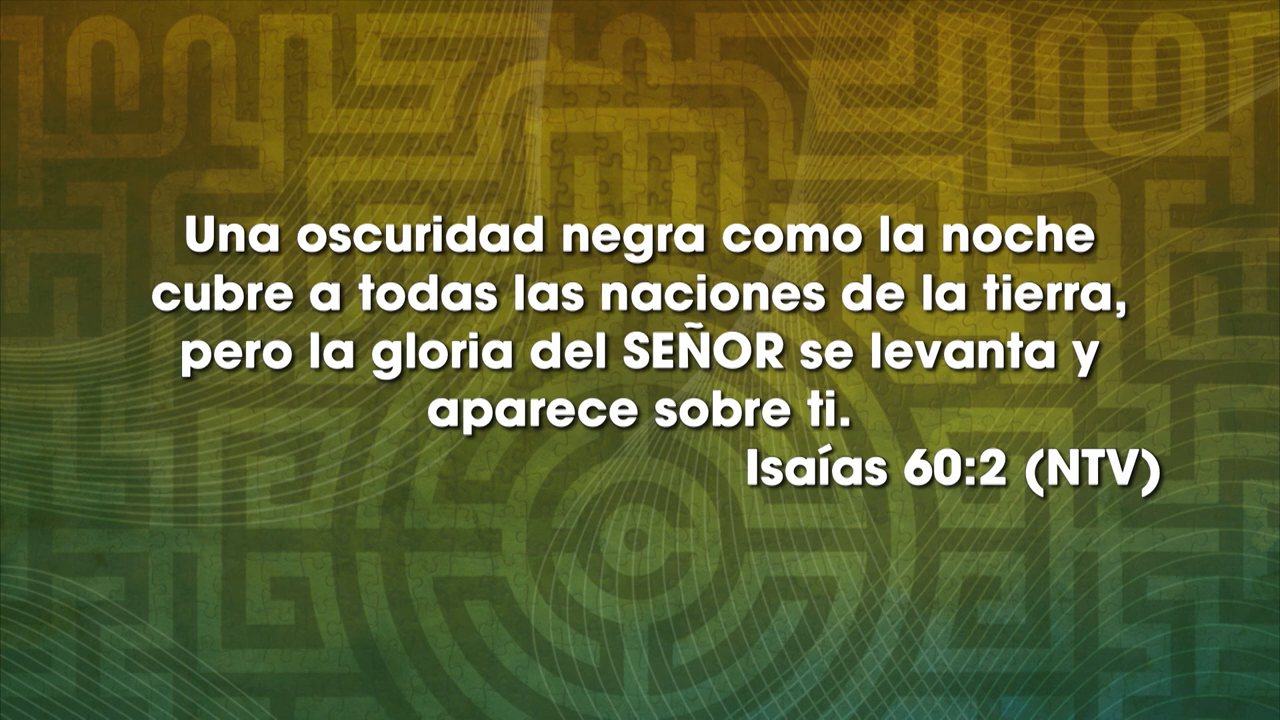 Una oscuridad negra como la noche
cubre a todas las naciones de la tierra,
pero la gloria del SEÑOR se levanta y
aparece sobre ti.
Isaías 60:2 (NTV)